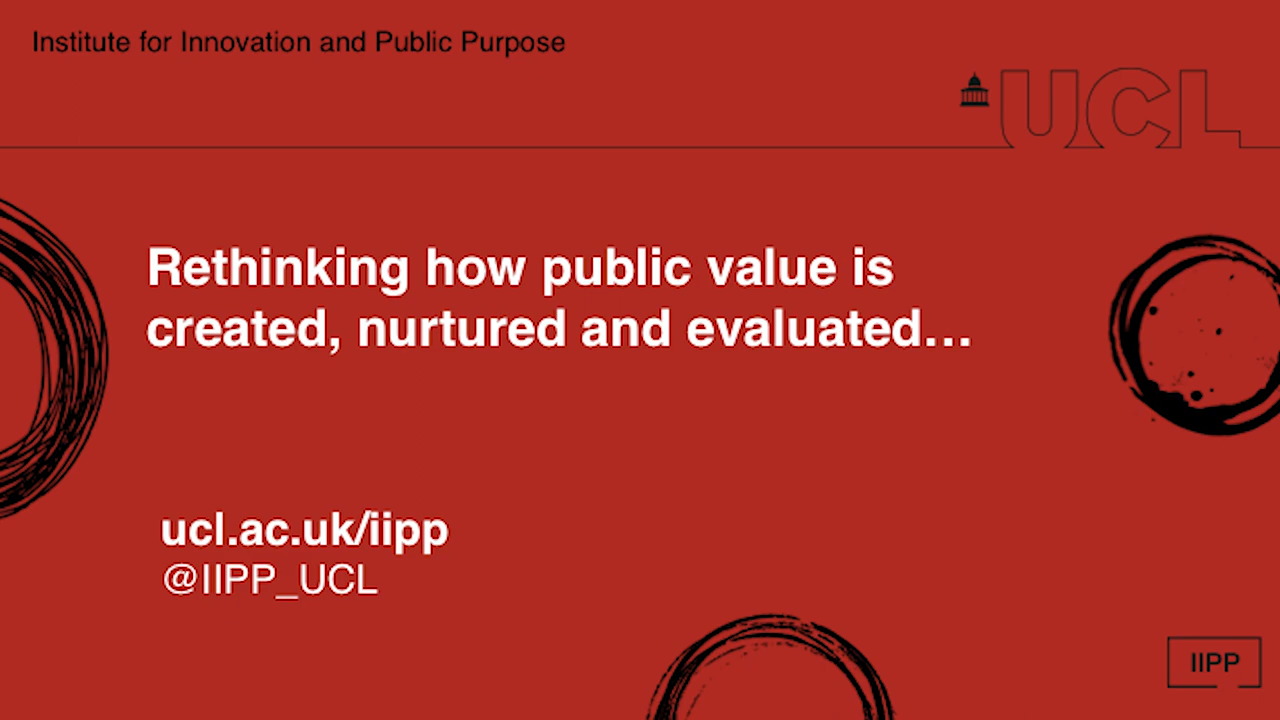 Institute for Innovation and Public Purpose
UCL
Rethinking how public value is
created, nurtured and evaluated...
ucl.ac.uk/iipp
@IIPP_UCL
IIPP